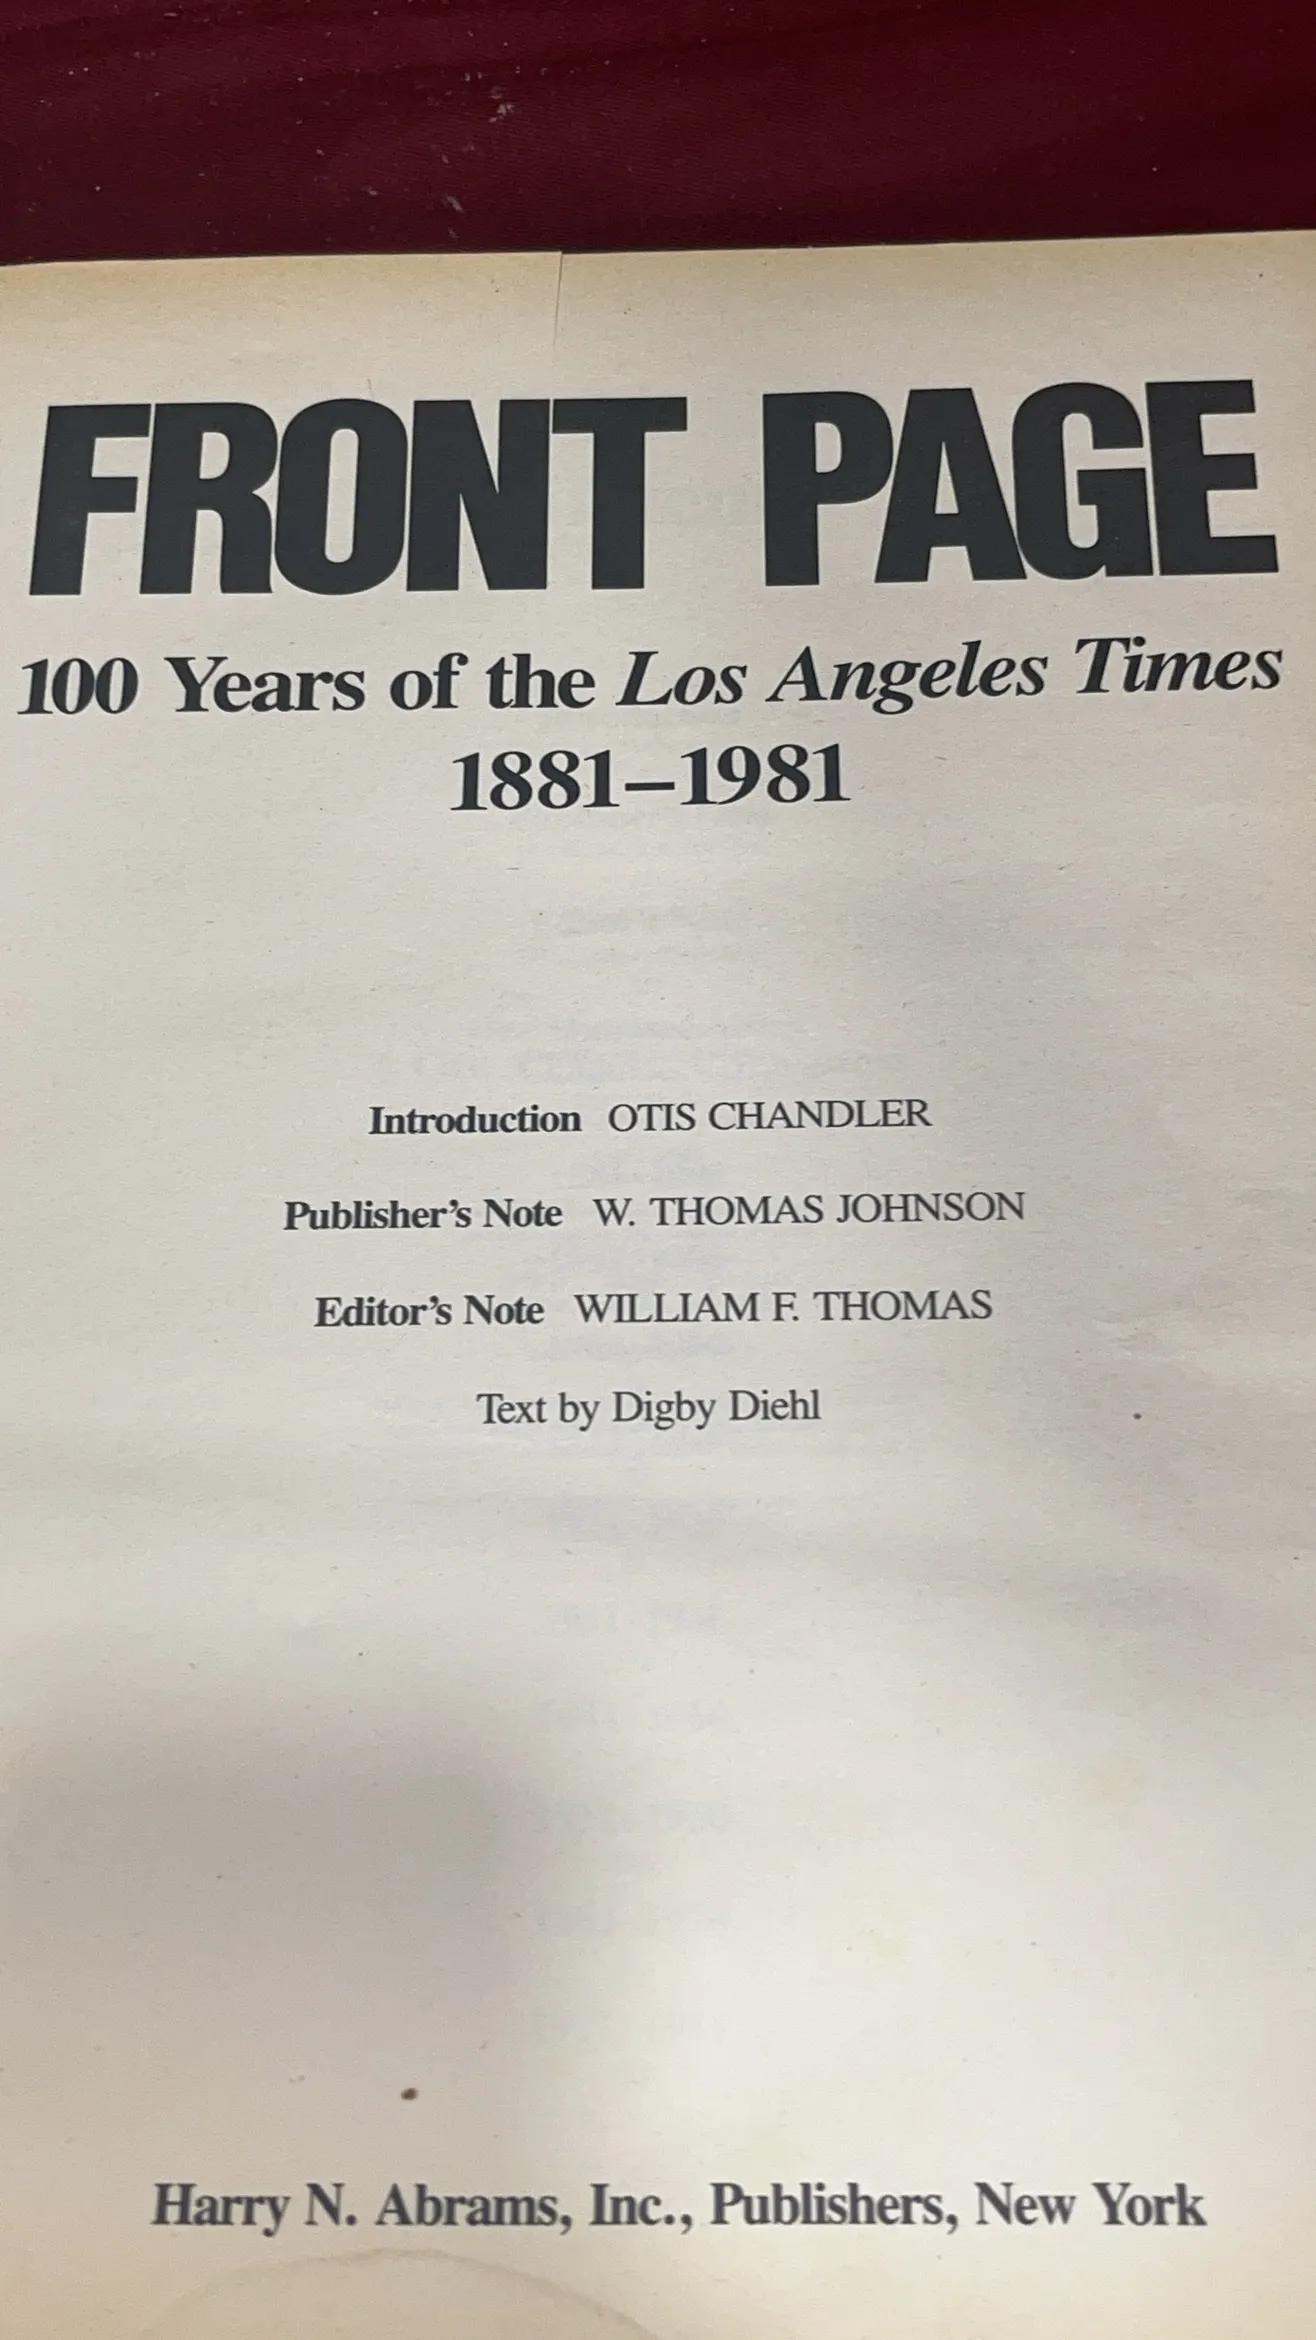 FRONT PAGE
100 Years of the Los Angeles Times
1881–1981
Introduction OTIS CHANDLER
Publisher's Note W. THOMAS JOHNSON
Editor's Note WILLIAM F. THOMAS
Text by Digby Diehl
Harry N. Abrams, Inc., Publishers, New York